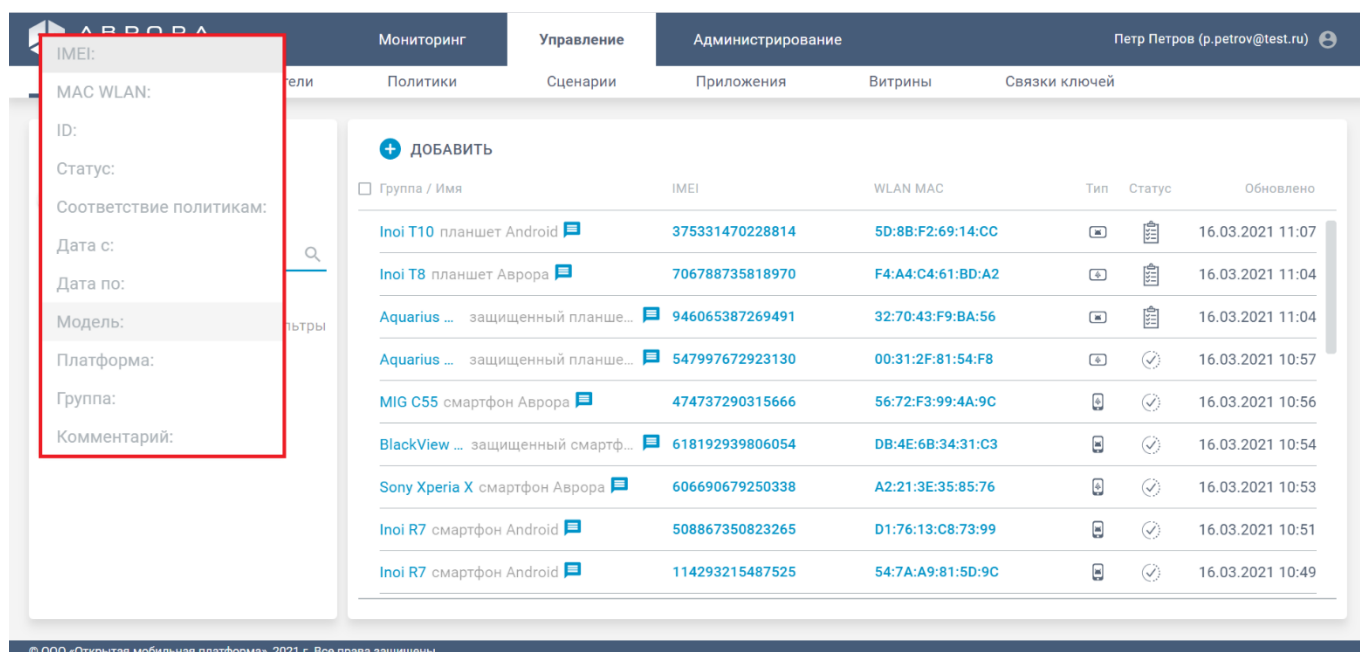 АВРОРА
Мониторинг Управление Администрирование Петр Петров (p.petrov@test.ru)
Политики Сценарии Приложения Витрины Связки ключей
IMEI:
MAC WLAN:
ID:
Статус:
Соответствие политикам:
Дата с:
Дата по:
Модель:
Платформа:
Группа:
Комментарий:
ДОБАВИТЬ
Группа / Имя IMEI WLAN MAC Тип Статус Обновлено
Inoi T10 планшет Android 375331470228814 5D:8B:F2:69:14:CC 16.03.2021 11:07
Inoi T8 планшет Аврора 706788735818970 F4:A4:C4:61:BD:A2 16.03.2021 11:04
Aquarius ... защищенный планше... 946065387269491 32:70:43:F9:BA:56 16.03.2021 11:04
Aquarius ... защищенный планше... 547997672923130 00:31:2F:81:54:F8 16.03.2021 10:57
MIG C55 смартфон Аврора 474737290315666 56:72:F3:99:4A:9C 16.03.2021 10:56
BlackView ... защищенный смартф... 618192939806054 DB:4E:6B:34:31:C3 16.03.2021 10:54
Sony Xperia X смартфон Аврора 606690679250338 A2:21:3E:35:85:76 16.03.2021 10:53
Inoi R7 смартфон Android 508867350823265 D1:76:13:C8:73:99 16.03.2021 10:51
Inoi R7 смартфон Android 114293215487525 54:7A:A9:81:5D:9C 16.03.2021 10:49
© ООО «Открытая мобильная платформа», 2021 г. Все права защищены